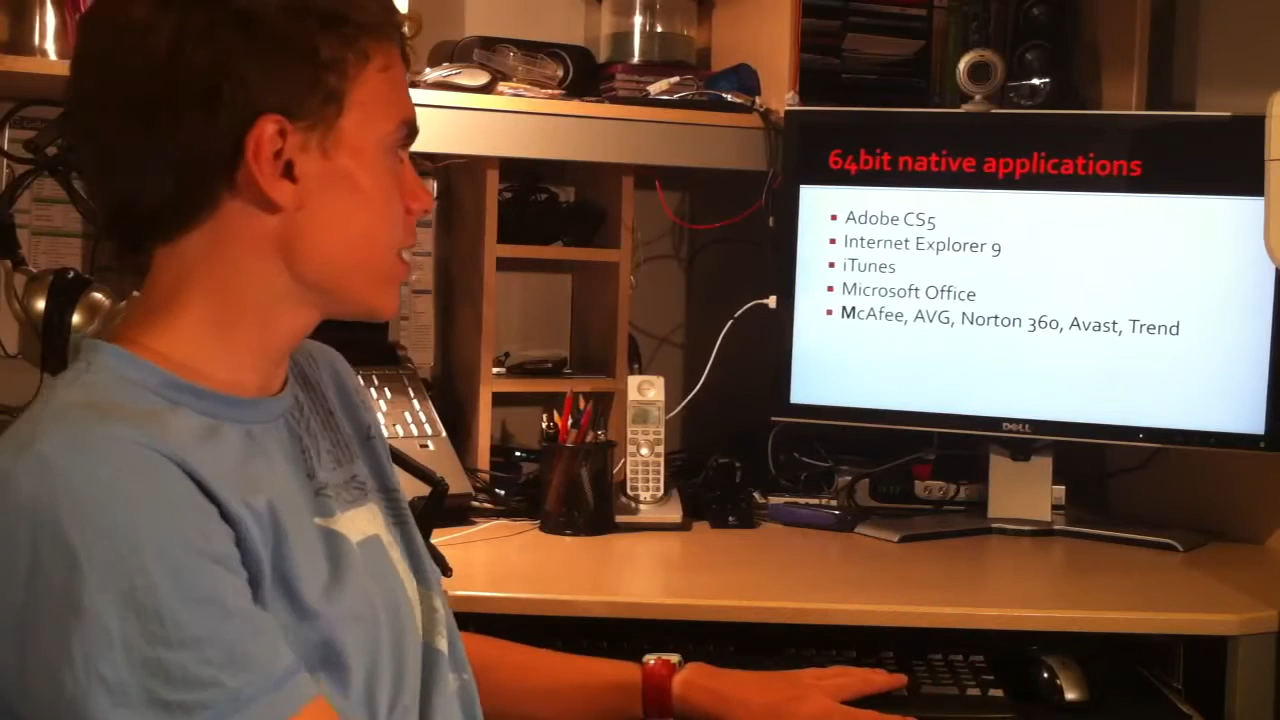 64bit native applications
Adobe CS5
Internet Explorer 9
iTunes
Microsoft Office
McAfee, AVG, Norton 360, Avast, Trend
DELL